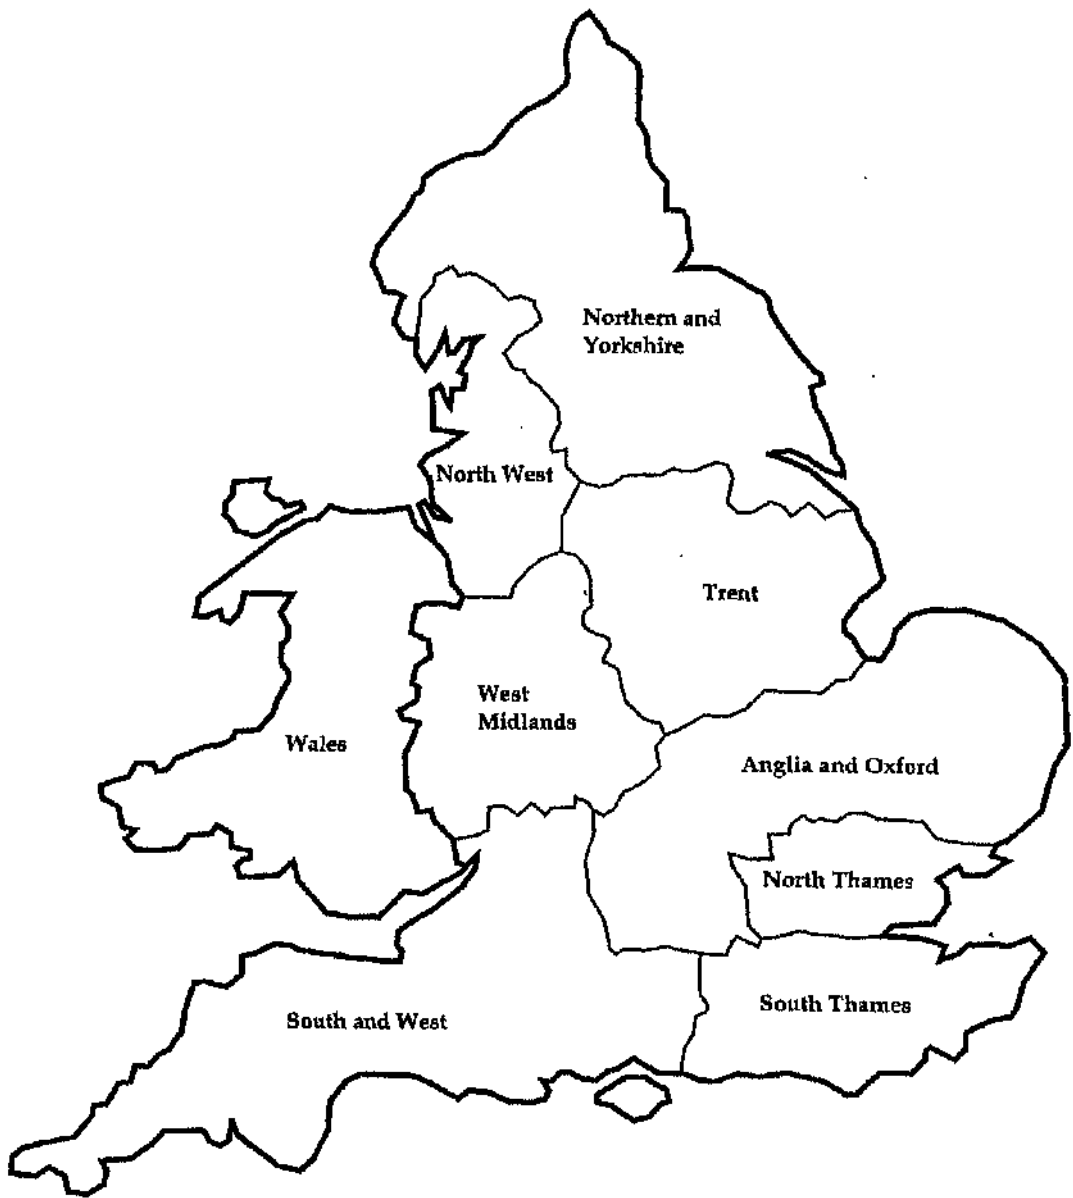 Northern and
Yorkshire
North West
Trent
West
Midlands
Wales
Anglia and Oxford
North Thames
South Thames
South and West